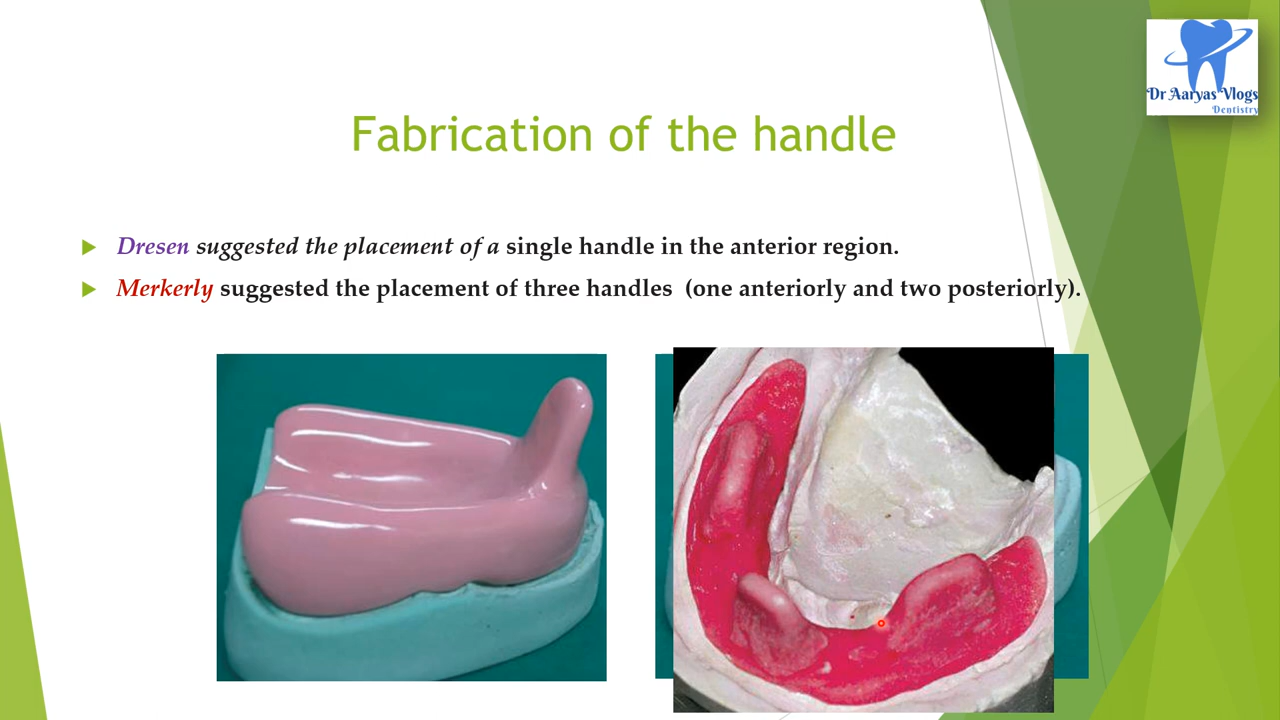 Dr Aaryas Vlogs
Dentistry
Fabrication of the handle
Dresen suggested the placement of a single handle in the anterior region.
Merkerly suggested the placement of three handles (one anteriorly and two posteriorly).